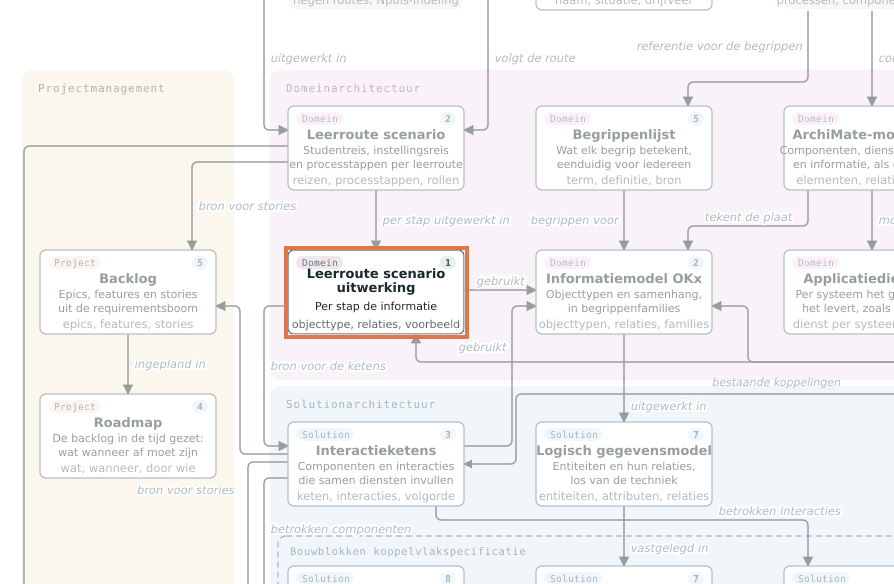 uitgewerkt in
volgt de route
referentie voor de begrippen
Projectmanagement
Domeinarchitectuur
Domein 2
Leerroute scenario
Studentreis, instellingsreis
en processtappen per leerroute
reizen, processtappen, rollen
Domein 5
Begrippenlijst
Wat elk begrip betekent,
eenduidig voor iedereen
term, definitie, bron
Domein
ArchiMate-mo
Componenten, diens
en informatie, als
elementen, relati
bron voor stories
per stap uitgewerkt in
begrippen voor
tekent de plaat
Project 5
Backlog
Epics, features en stories
uit de requirementsboom
epics, features, stories
Domein 1
Leerroute scenario
uitwerking
Per stap de informatie
objecttype, relaties, voorbeeld
gebruikt
Domein 2
Informatiemodel OKx
Objecttypen en samenhang,
in begrippenfamilies
objecttypen, relaties, families
Domein
Applicatiedie
Per systeem het g
het levert, zoals
dienst per systee
gebruikt
ingepland in
bron voor de ketens
bestaande koppelingen
Project 4
Roadmap
De backlog in de tijd gezet:
wat wanneer af moet zijn
wat, wanneer, door wie
bron voor stories
Solutionarchitectuur
uitgewerkt in
Solution 3
Interactieketens
Componenten en interacties
die samen diensten invullen
keten, interacties, volgorde
Solution 7
Logisch gegevensmodel
Entiteiten en hun relaties,
los van de techniek
entiteiten, attributen, relaties
betrokken interacties
betrokken componenten
Bouwblokken koppelvlakspecificatie
vastgelegd in
Solution 8
Solution 7
Solution